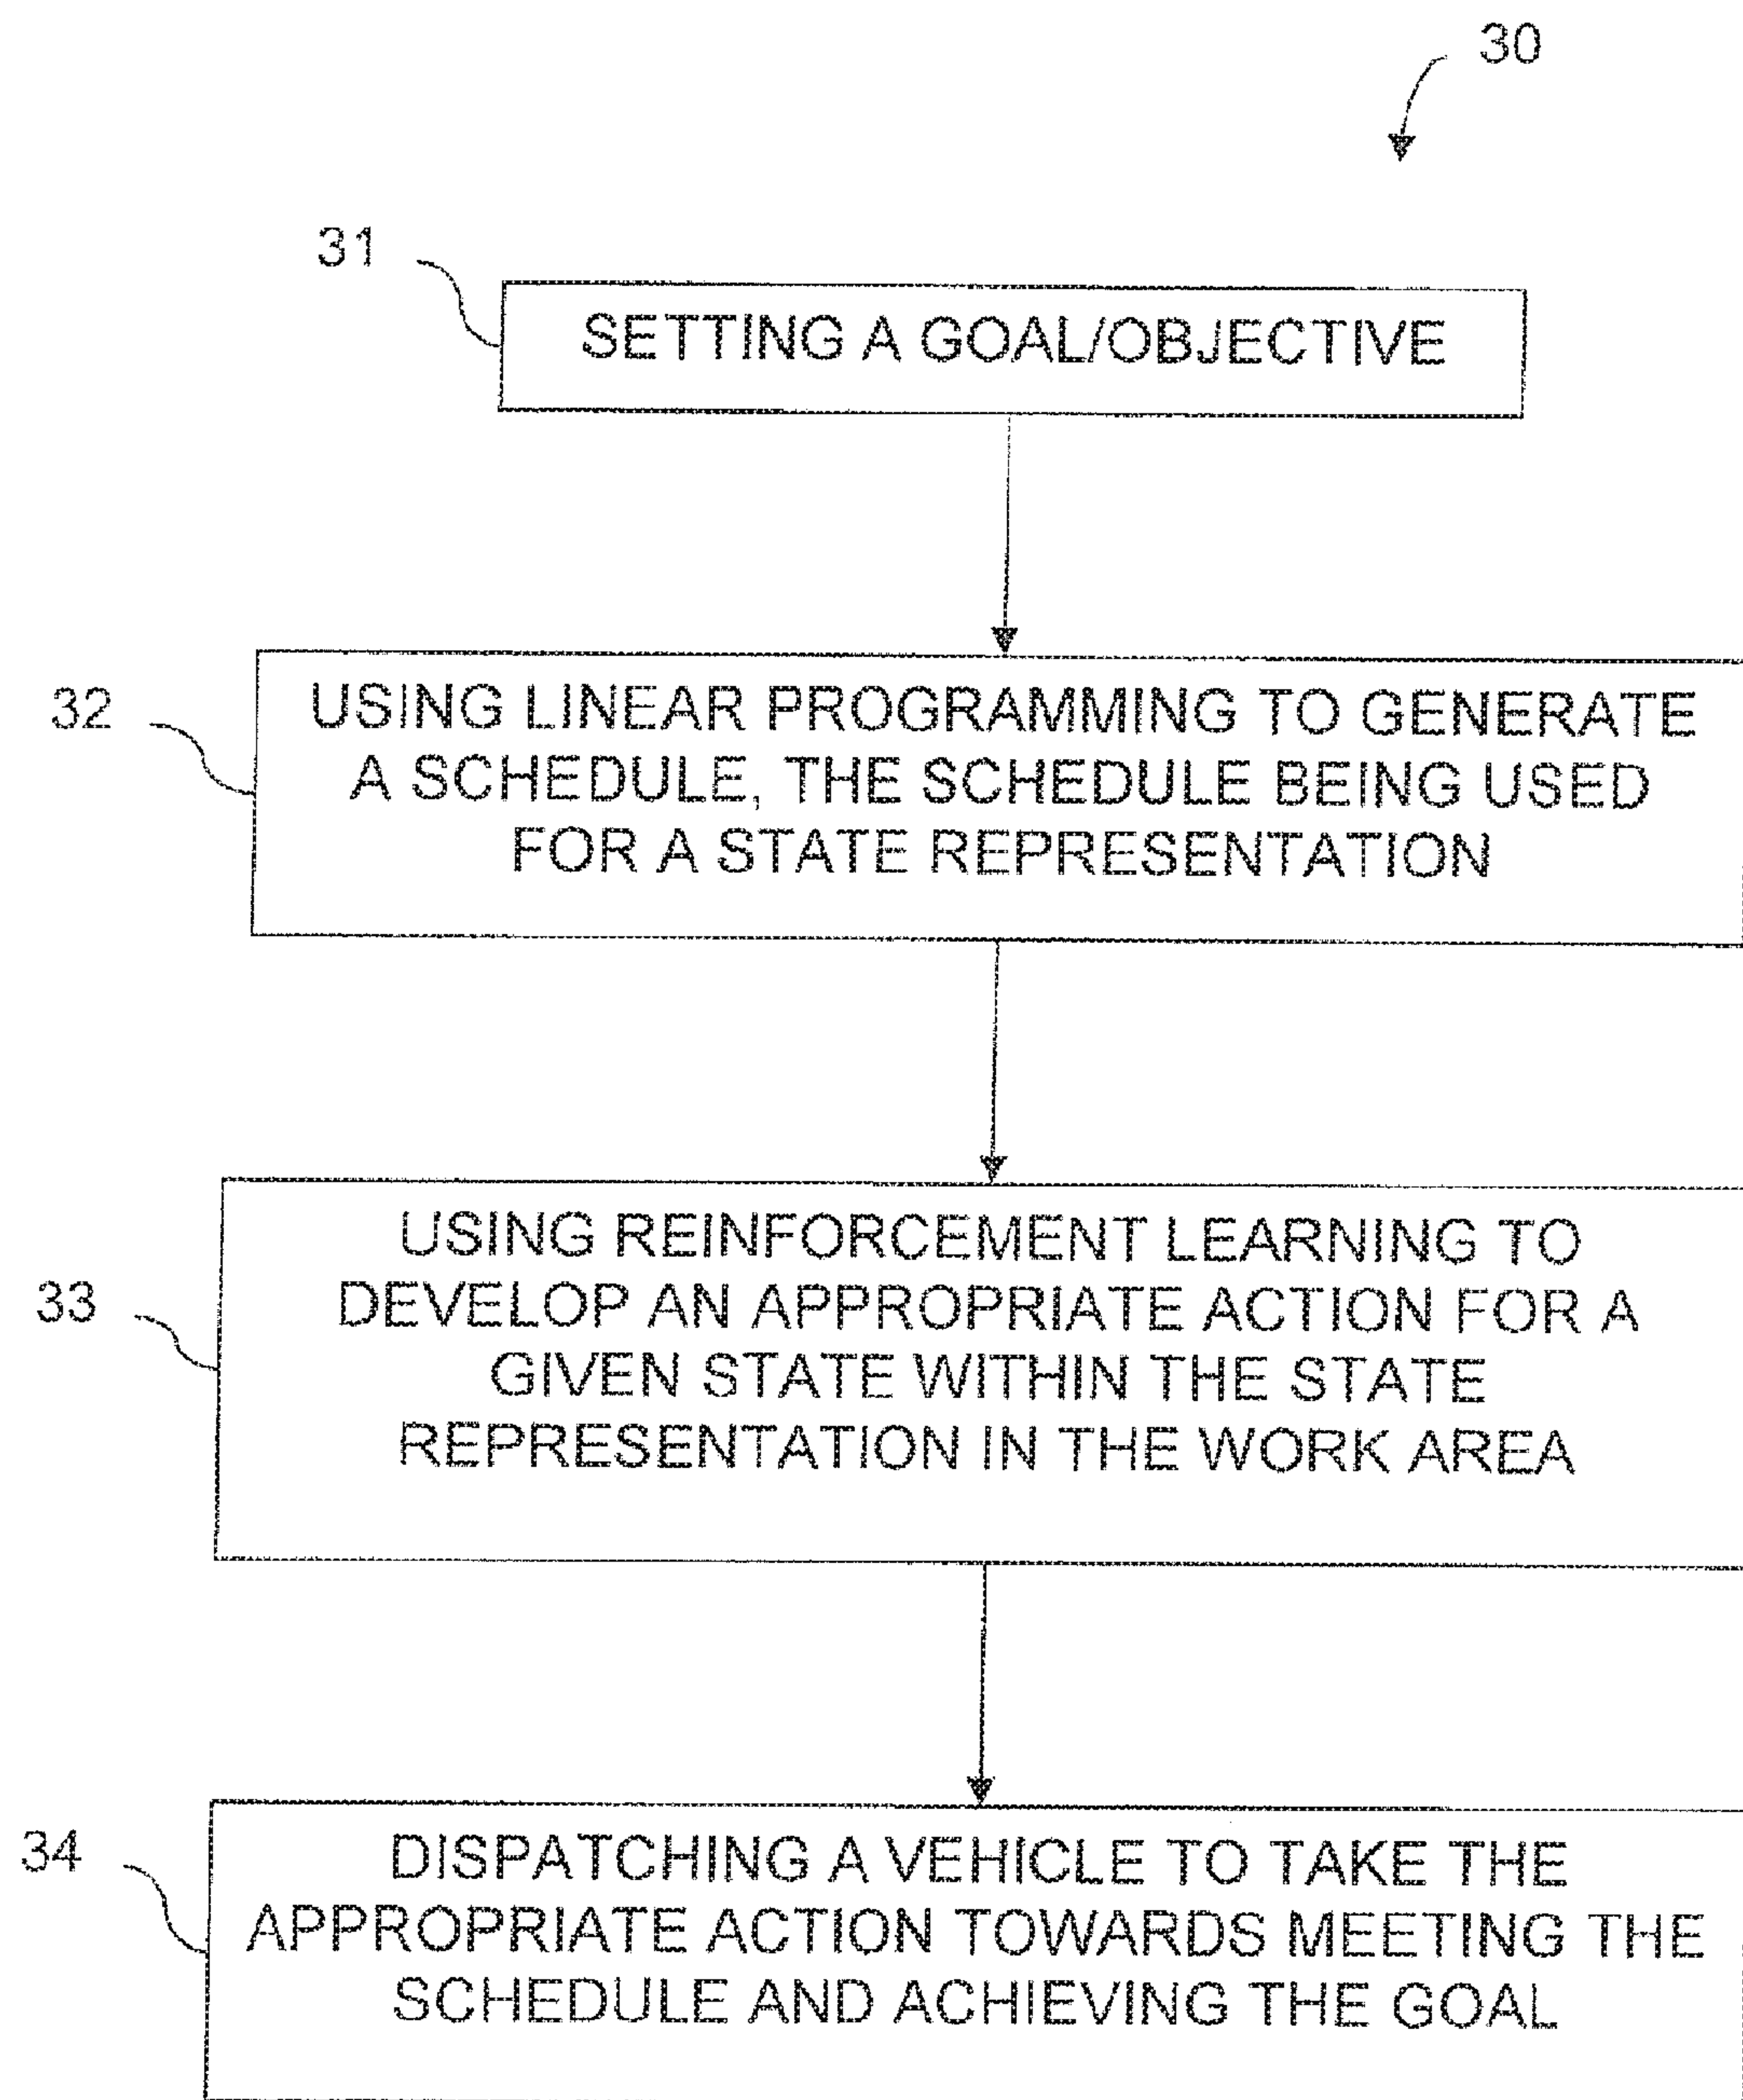 30
31
SETTING A GOAL/OBJECTIVE
32
USING LINEAR PROGRAMMING TO GENERATE
A SCHEDULE, THE SCHEDULE BEING USED
FOR A STATE REPRESENTATION
33
USING REINFORCEMENT LEARNING TO
DEVELOP AN APPROPRIATE ACTION FOR A
GIVEN STATE WITHIN THE STATE
REPRESENTATION IN THE WORK AREA
34
DISPATCHING A VEHICLE TO TAKE THE
APPROPRIATE ACTION TOWARDS MEETING THE
SCHEDULE AND ACHIEVING THE GOAL